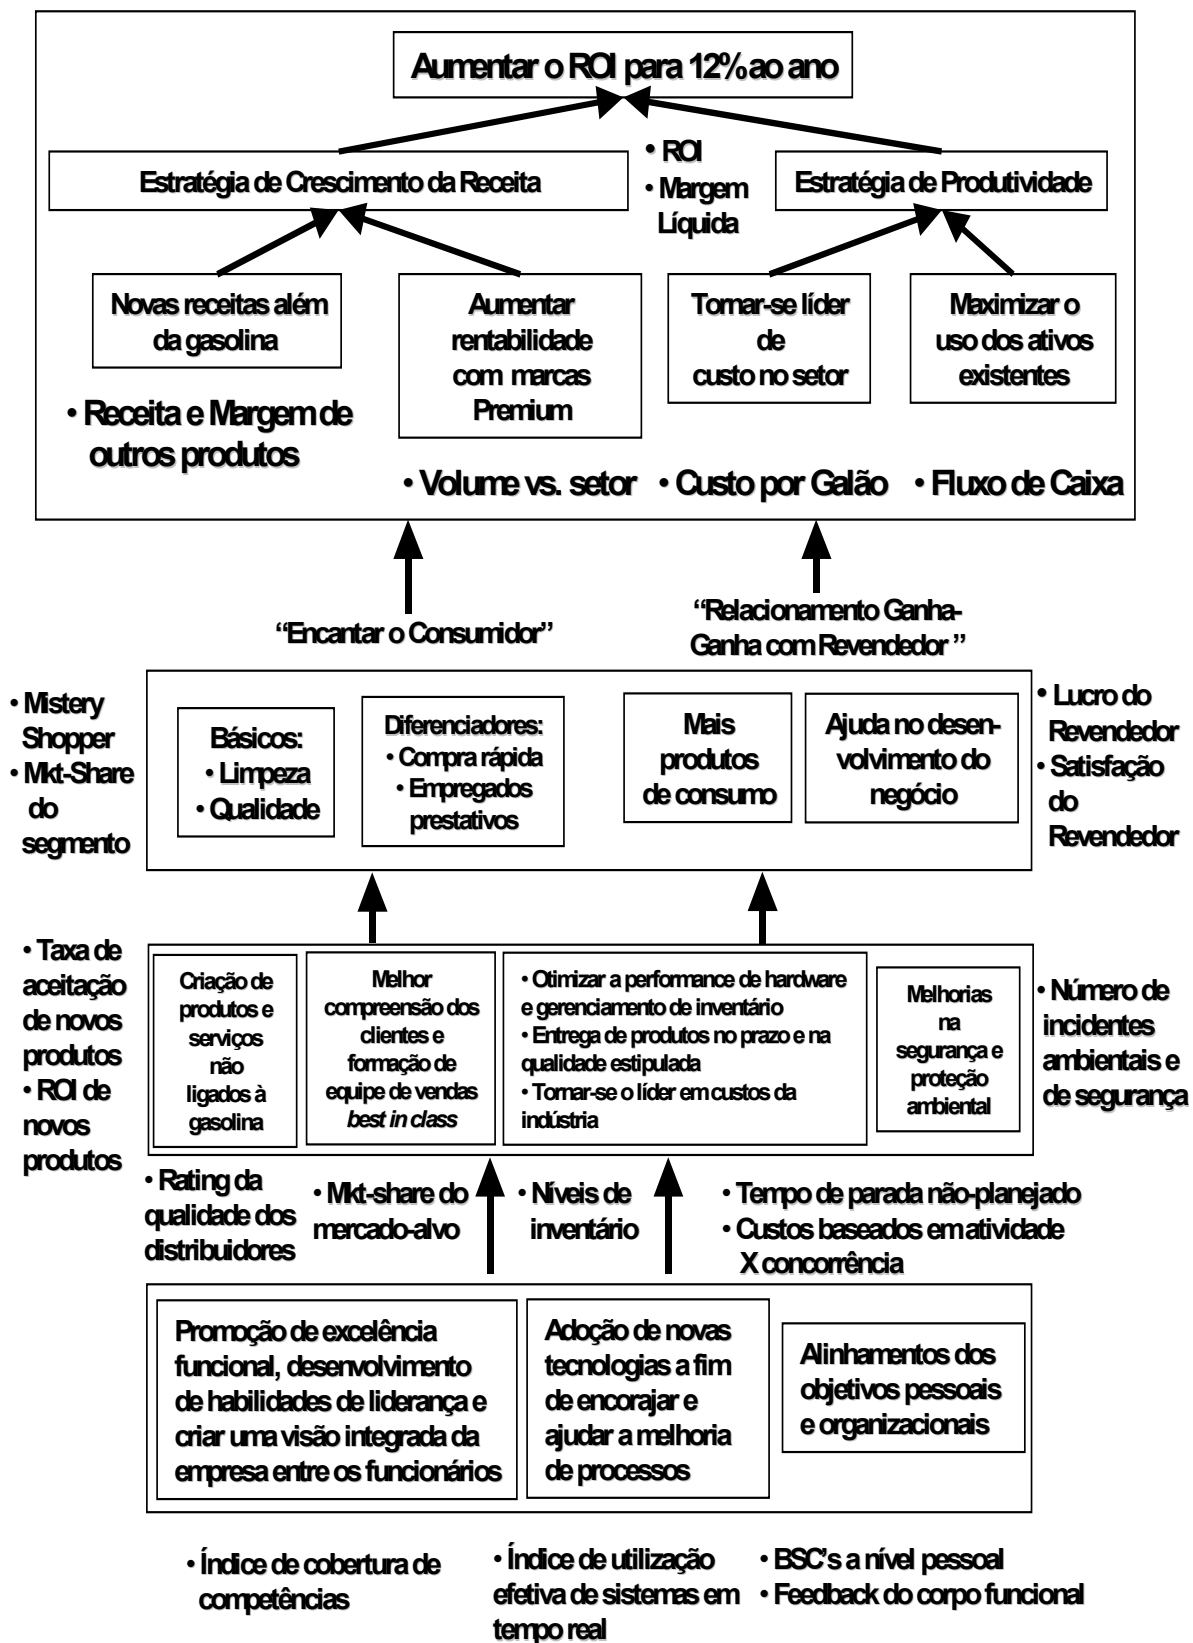 Aumentar o ROI para 12% ao ano
Estratégia de Crescimento da Receita
• ROI
• Margem
Líquida
Estratégia de Produtividade
Novas receitas além
da gasolina
Aumentar
rentabilidade
com marcas
Premium
Tornar-se líder
de
custo no setor
Maximizar o
uso dos ativos
existentes
• Receita e Margem de
outros produtos
• Volume vs. setor
• Custo por Galão
• Fluxo de Caixa
“Encantar o Consumidor”
“Relacionamento Ganha-
Ganha com Revendedor ”
• Mistery
Shopper
• Mkt-Share
do
segmento
Básicos:
• Limpeza
• Qualidade
Diferenciadores:
• Compra rápida
• Empregados
prestativos
Mais
produtos
de consumo
Ajuda no desen-
volvimento do
negócio
• Lucro do
Revendedor
• Satisfação
do
Revendedor
• Taxa de
aceitação
de novos
produtos
• ROI de
novos
produtos
Criação de
produtos e
serviços
não
ligados à
gasolina
Melhor
compreensão dos
clientes e
formação de
equipe de vendas
best in class
• Otimizar a performance de hardware
e gerenciamento de inventário
• Entrega de produtos no prazo e na
qualidade estipulada
• Tornar-se o líder em custos da
indústria
Melhorias
na
segurança e
proteção
ambiental
• Número de
incidentes
ambientais e
de segurança
• Rating da
qualidade dos
distribuidores
• Mkt-share do
mercado-alvo
• Níveis de
inventário
• Tempo de parada não-planejado
• Custos baseados em atividade
X concorrência
Promoção de excelência
funcional, desenvolvimento
de habilidades de liderança e
criar uma visão integrada da
empresa entre os funcionários
Adoção de novas
tecnologias a fim
de encorajar e
ajudar a melhoria
de processos
Alinhamentos dos
objetivos pessoais
e organizacionais
• Índice de cobertura de
competências
• Índice de utilização
efetiva de sistemas em
tempo real
• BSC's a nível pessoal
• Feedback do corpo funcional